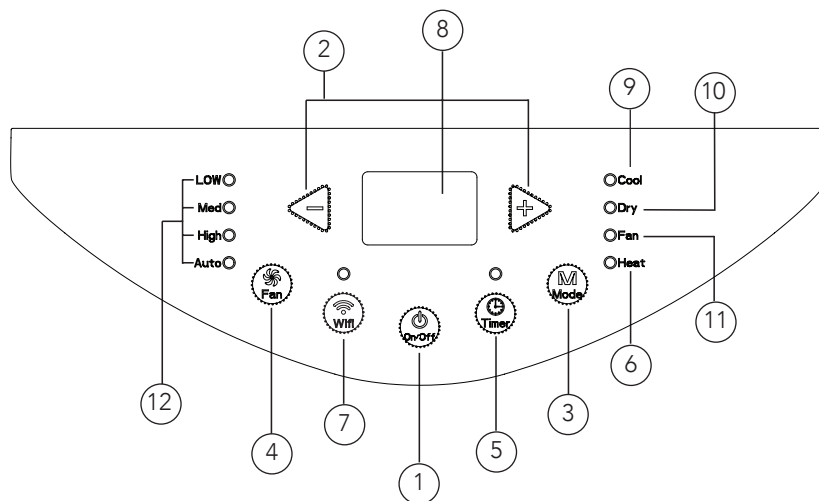 8
2
9
10
LOW
Cool
Med
Dry
High
Fan
Auto
Heat
Fan
Wifi
On/Off
Timer
M
Mode
11
6
12
7
3
4
5
1